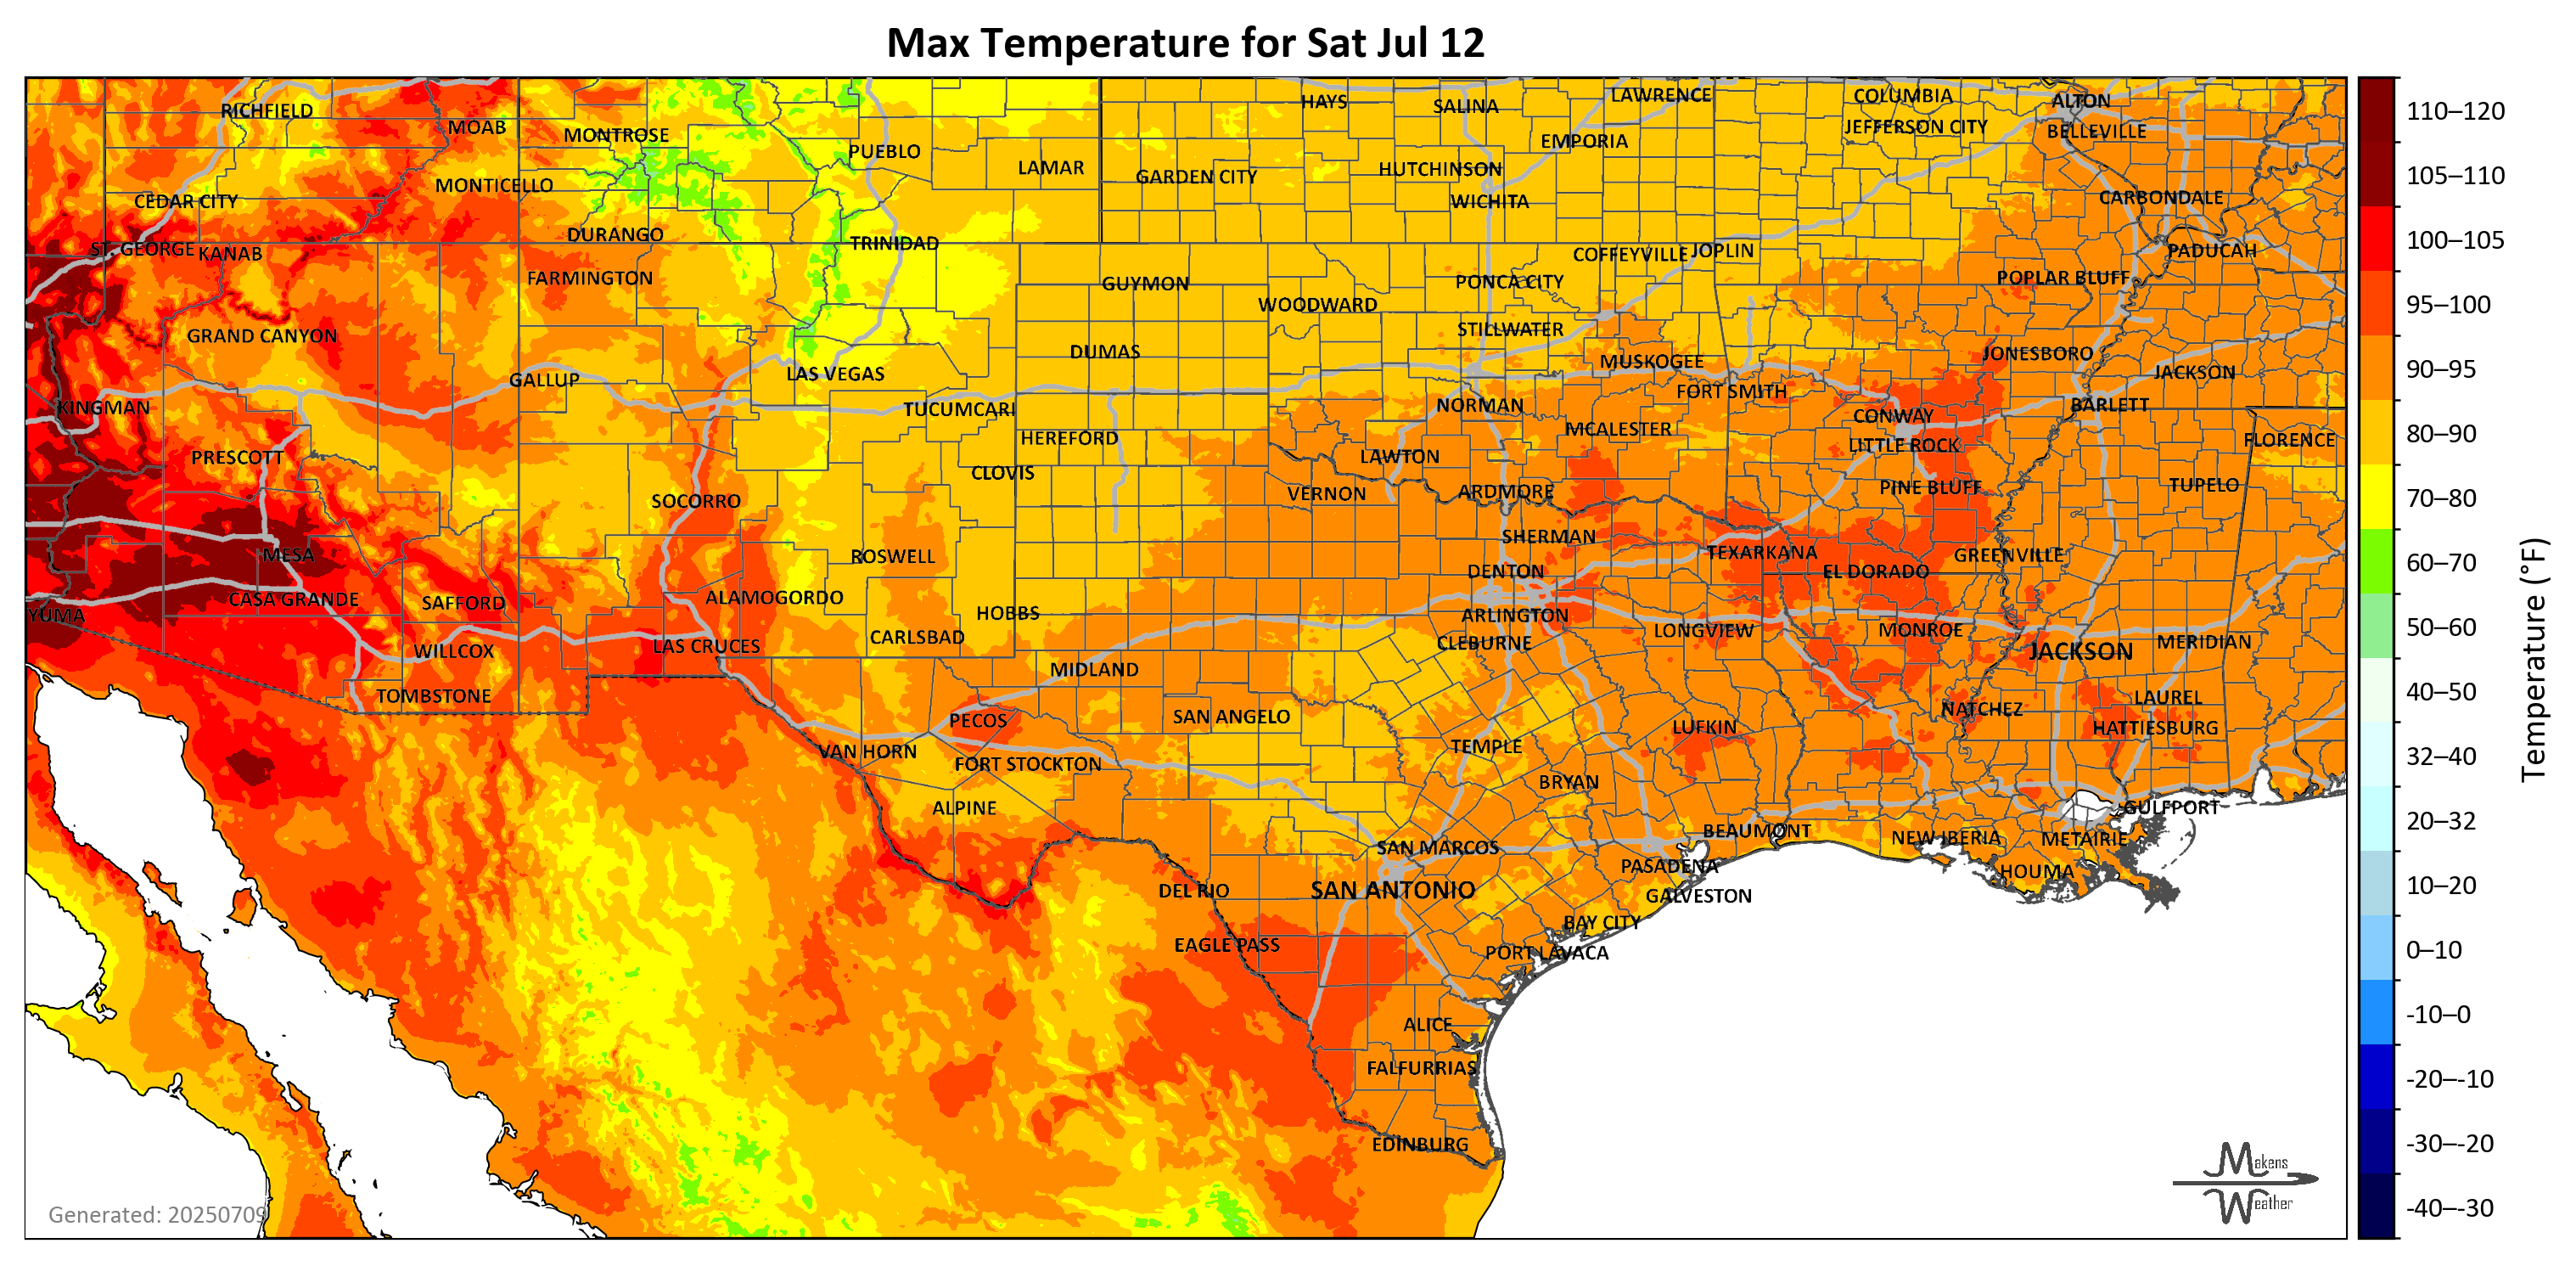 Max Temperature for Sat Jul 12
RICHFIELD
MOAB
MONTROSE
PUEBLO
LAMAR
HAYS
SALINA
LAWRENCE
EMPORIA
COLUMBIA
JEFFERSON CITY
ALTON
BELLEVILLE
CEDAR CITY
MONTICELLO
GARDEN CITY
HUTCHINSON
WICHITA
CARBONDALE
ST. GEORGE
KANAB
DURANGO
TRINIDAD
COFFEYVILLE
JOPLIN
PADUCAH
FARMINGTON
GUYMON
WOODWARD
PONCA CITY
POPLAR BLUFF
GRAND CANYON
DUMAS
STILLWATER
MUSKOGEE
JONESBORO
GALLUP
LAS VEGAS
FORT SMITH
JACKSON
KINGMAN
TUCUMCARI
NORMAN
CONWAY
BARLETT
PRESCOTT
HEREFORD
CLOVIS
LAWTON
MCALESTER
LITTLE ROCK
FLORENCE
SOCORRO
VERNON
ARDMORE
PINE BLUFF
TUPELO
MESA
ROSWELL
SHERMAN
TEXARKANA
GREENVILLE
CASA GRANDE
SAFFORD
ALAMOGORDO
DENTON
EL DORADO
YUMA
HOBBS
ARLINGTON
WILLCOX
LAS CRUCES
CARLSBAD
CLEBURNE
LONGVIEW
MONROE
JACKSON
MERIDIAN
TOMBSTONE
MIDLAND
PECOS
SAN ANGELO
LUFKIN
NATCHEZ
LAUREL
HATTIESBURG
VAN HORN
FORT STOCKTON
TEMPLE
BRYAN
ALPINE
SAN MARCOS
BEAUMONT
NEW IBERIA
METAIRIE
GULFPORT
DEL RIO
SAN ANTONIO
PASADENA
GALVESTON
HOUMA
EAGLE PASS
BAY CITY
PORT LAVACA
ALICE
FALFURRIAS
EDINBURG
Generated: 20250709
Makens
Weather
110–120
105–110
100–105
95–100
90–95
80–90
70–80
60–70
50–60
40–50
32–40
20–32
10–20
0–10
-10–0
-20–-10
-30–-20
-40–-30
Temperature (°F)